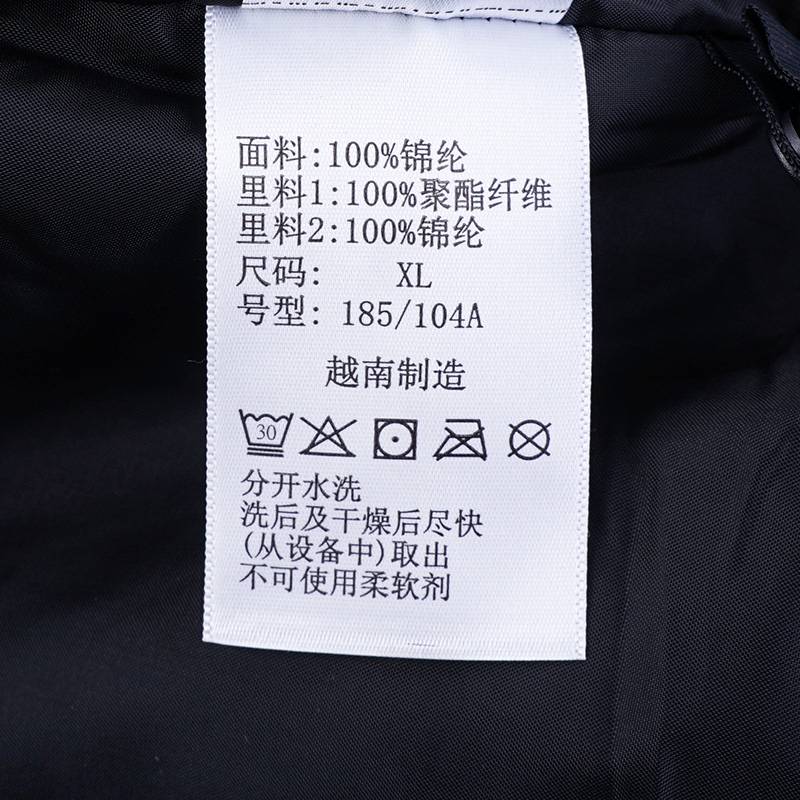 面料:100%锦纶
里料1:100%聚酯纤维
里料2:100%锦纶
尺码: XL
号型: 185/104A
越南制造
30
分开水洗
洗后及干燥后尽快
(从设备中)取出
不可使用柔软剂